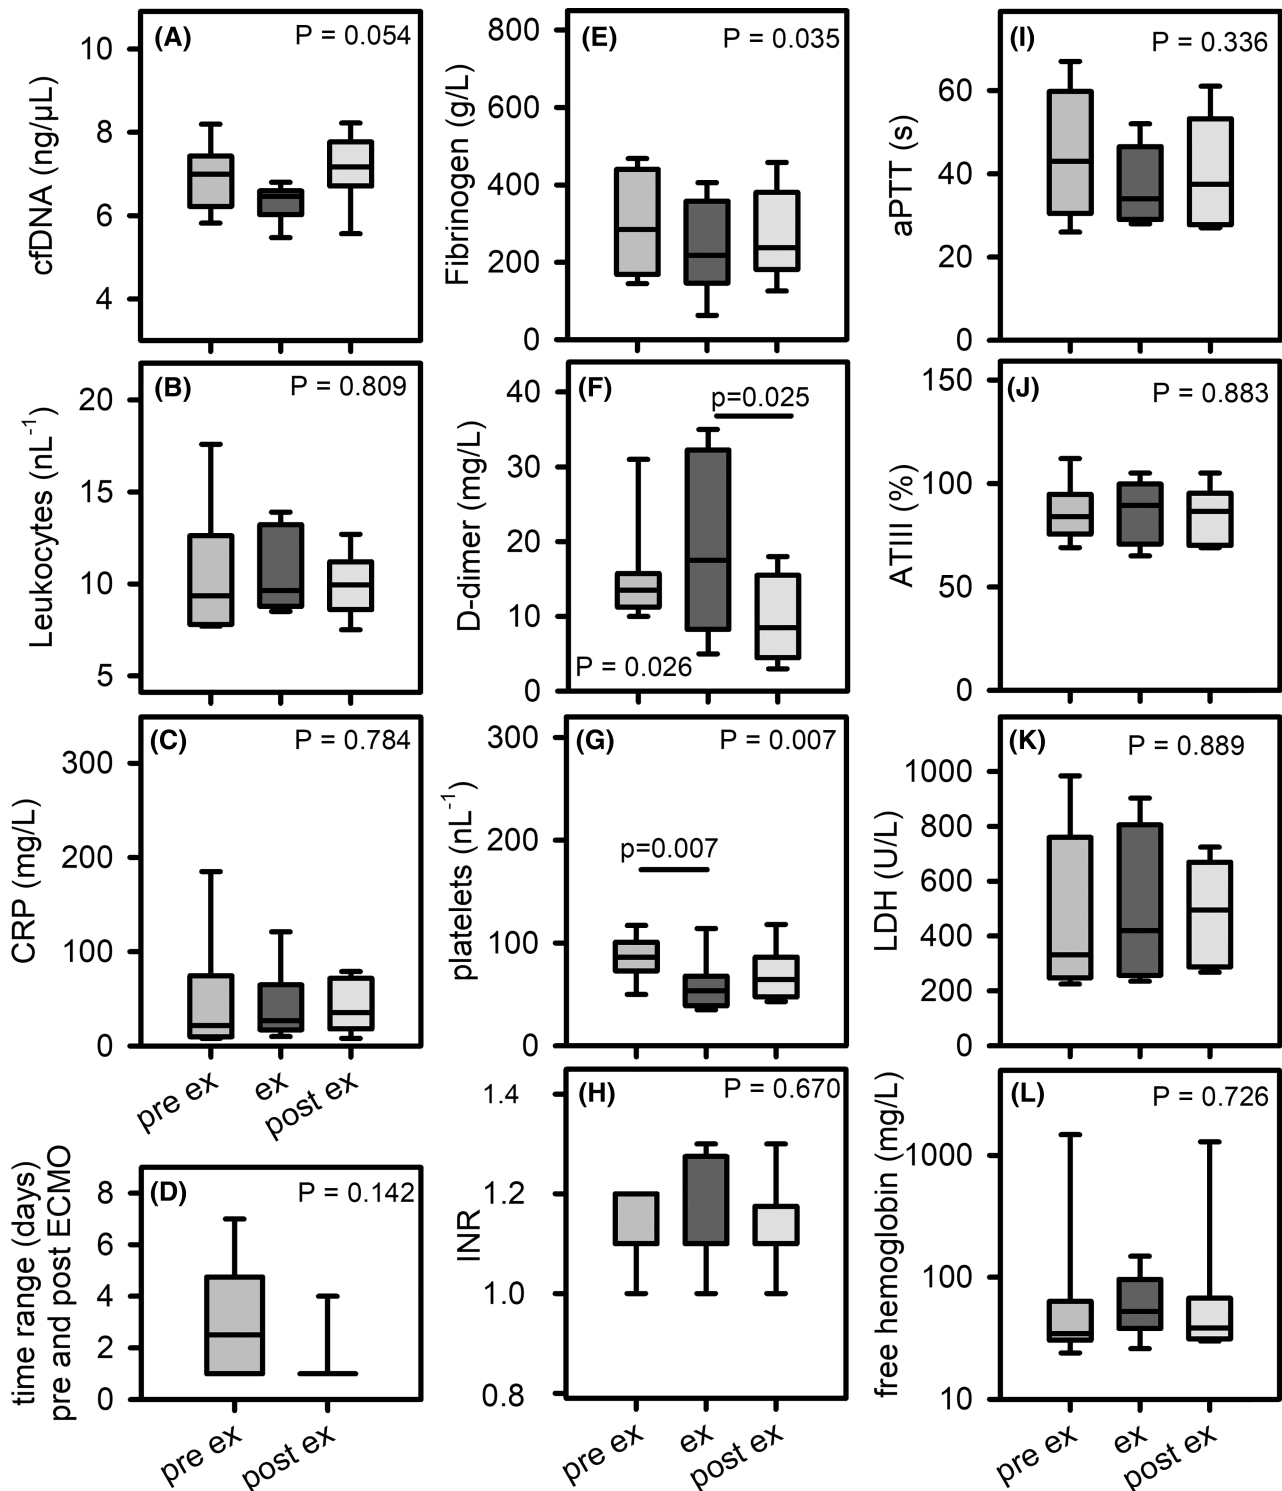 (A)
P = 0.054
cfDNA (ng/µL)
10
8
6
4
(B)
P = 0.809
Leukocytes (nL⁻¹)
20
15
10
5
(C)
P = 0.784
CRP (mg/L)
300
200
100
0
pre ex
ex
post ex
(D)
P = 0.142
time range (days)
pre and post ECMO
8
6
4
2
0
pre ex
post ex
(E)
P = 0.035
Fibrinogen (g/L)
800
600
400
200
0
(F)
p=0.025
P = 0.026
D-dimer (mg/L)
40
30
20
10
0
(G)
P = 0.007
p=0.007
platelets (nL⁻¹)
300
200
100
0
(H)
P = 0.670
INR
1.4
1.2
1.0
0.8
pre ex
ex
post ex
(I)
P = 0.336
aPTT (s)
60
40
20
0
(J)
P = 0.883
ATIII (%)
150
100
50
0
(K)
P = 0.889
LDH (U/L)
1000
800
600
400
200
0
(L)
P = 0.726
free hemoglobin (mg/L)
1000
100
10
pre ex
ex
post ex